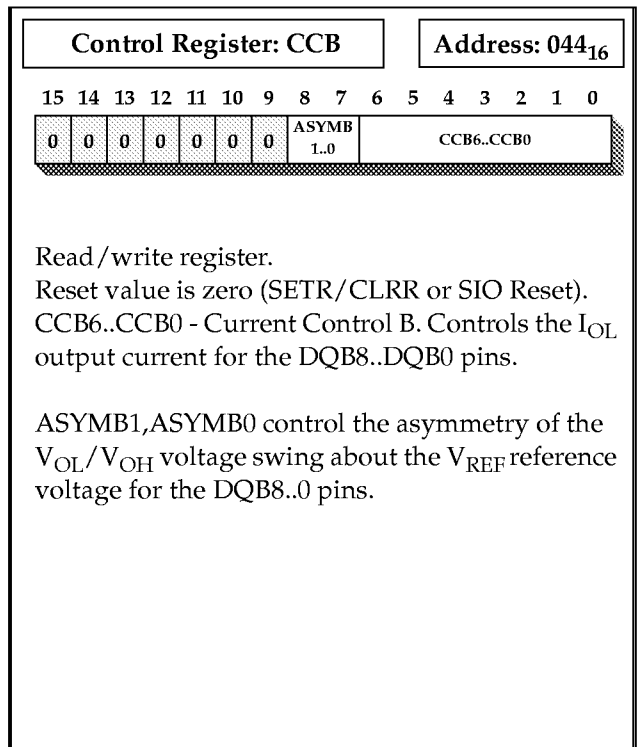 Control Register: CCB
Address: 044₁₆
15 14 13 12 11 10 9 8 7 6 5 4 3 2 1 0
0 0 0 0 0 0 0 ASYMB 1..0 CCB6..CCB0
Read/write register.
Reset value is zero (SETR/CLRR or SIO Reset).
CCB6..CCB0 - Current Control B. Controls the I_OL
output current for the DQB8..DQB0 pins.
ASYMB1,ASYMB0 control the asymmetry of the
V_OL/V_OH voltage swing about the V_REF reference
voltage for the DQB8..0 pins.